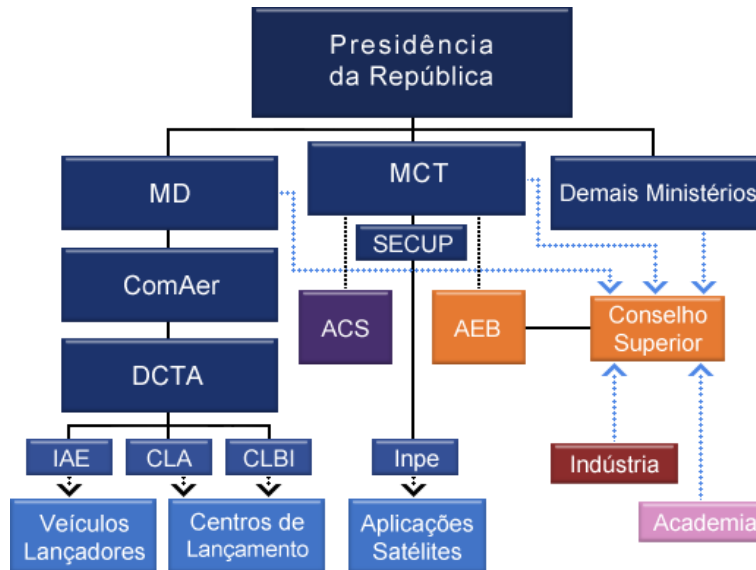 Presidência
da República
MD
MCT
Demais Ministérios
SECUP
ComAer
ACS
AEB
Conselho
Superior
DCTA
IAE
CLA
CLBI
Inpe
Indústria
Veículos
Lançadores
Centros de
Lançamento
Aplicações
Satélites
Academia